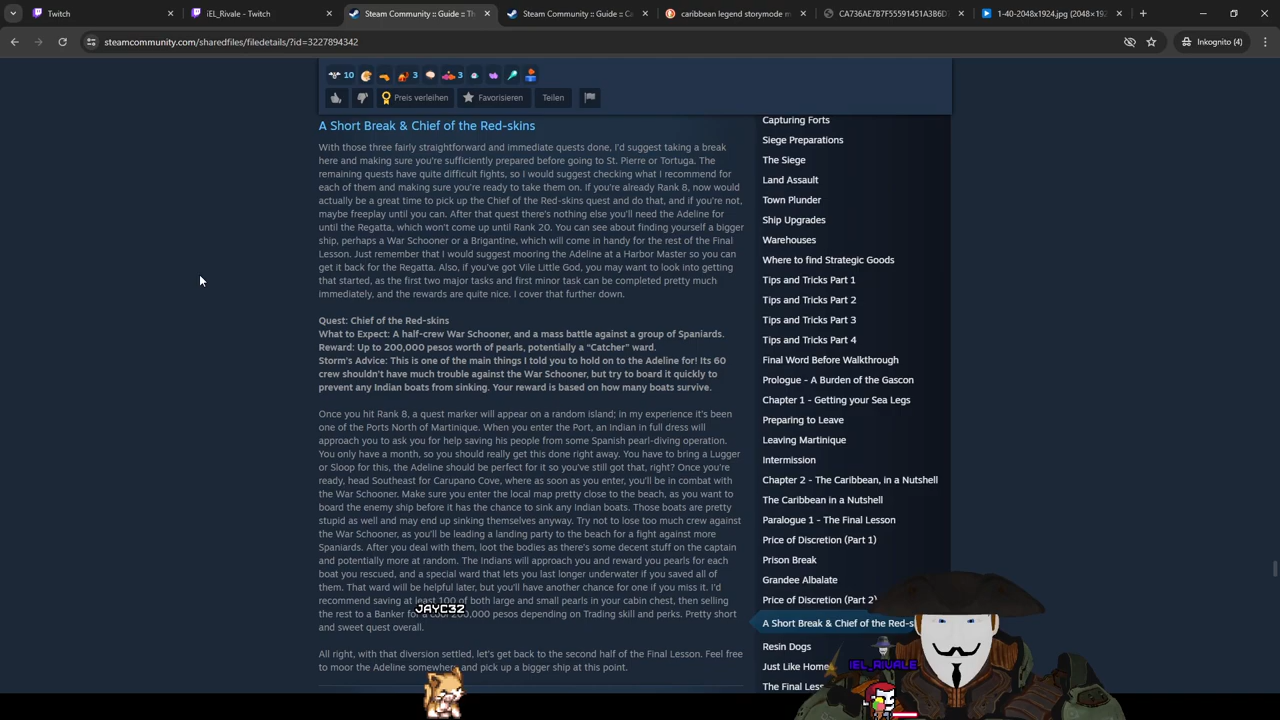 Twitch
iEL_Rivale - Twitch
Steam Community :: Guide :: Th
Steam Community :: Guide :: Ca
caribbean legend storymode m
CA736AE7B7F55591451A3B6D
1-40-2048x1924.jpg (2048×192
steamcommunity.com/sharedfiles/filedetails/?id=3227894342
Inkognito (4)
10
3
3
Preis verleihen
Favorisieren
Teilen
A Short Break & Chief of the Red-skins
With those three fairly straightforward and immediate quests done, I'd suggest taking a break
here and making sure you're sufficiently prepared before going to St. Pierre or Tortuga. The
remaining quests have quite difficult fights, so I would suggest checking what I recommend for
each of them and making sure you're ready to take them on. If you're already Rank 8, now would
actually be a great time to pick up the Chief of the Red-skins quest and do that, and if you're not,
maybe freeplay until you can. After that quest there's nothing else you'll need the Adeline for
until the Regatta, which won't come up until Rank 20. You can see about finding yourself a bigger
ship, perhaps a War Schooner or a Brigantine, which will come in handy for the rest of the Final
Lesson. Just remember that I would suggest mooring the Adeline at a Harbor Master so you can
get it back for the Regatta. Also, if you've got Vile Little God, you may want to look into getting
that started, as the first two major tasks and first minor task can be completed pretty much
immediately, and the rewards are quite nice. I cover that further down.
Quest: Chief of the Red-skins
What to Expect: A half-crew War Schooner, and a mass battle against a group of Spaniards.
Reward: Up to 200,000 pesos worth of pearls, potentially a "Catcher" ward.
Storm's Advice: This is one of the main things I told you to hold on to the Adeline for! Its 60
crew shouldn't have much trouble against the War Schooner, but try to board it quickly to
prevent any Indian boats from sinking. Your reward is based on how many boats survive.
Once you hit Rank 8, a quest marker will appear on a random island; in my experience it's been
one of the Ports North of Martinique. When you enter the Port, an Indian in full dress will
approach you to ask you for help saving his people from some Spanish pearl-diving operation.
You only have a month, so you should really get this done right away. You have to bring a Lugger
or Sloop for this, the Adeline should be perfect for it so you've still got that, right? Once you're
ready, head Southeast for Carupano Cove, where as soon as you enter, you'll be in combat with
the War Schooner. Make sure you enter the local map pretty close to the beach, as you want to
board the enemy ship before it has the chance to sink any Indian boats. Those boats are pretty
stupid as well and may end up sinking themselves anyway. Try not to lose too much crew against
the War Schooner, as you'll be leading a landing party to the beach for a fight against more
Spaniards. After you deal with them, loot the bodies as there's some decent stuff on the captain
and potentially more at random. The Indians will approach you and reward you pearls for each
boat you rescued, and a special ward that lets you last longer underwater if you saved all of
them. That ward will be helpful later, but you'll have another chance for one if you miss it. I'd
recommend saving at least 100 of both large and small pearls in your cabin chest, then selling
the rest to a Banker for a cool 200,000 pesos depending on Trading skill and perks. Pretty short
and sweet quest overall.
All right, with that diversion settled, let's get back to the second half of the Final Lesson. Feel free
to moor the Adeline somewhere and pick up a bigger ship at this point.
JAYC32
Capturing Forts
Siege Preparations
The Siege
Land Assault
Town Plunder
Ship Upgrades
Warehouses
Where to find Strategic Goods
Tips and Tricks Part 1
Tips and Tricks Part 2
Tips and Tricks Part 3
Tips and Tricks Part 4
Final Word Before Walkthrough
Prologue - A Burden of the Gascon
Chapter 1 - Getting your Sea Legs
Preparing to Leave
Leaving Martinique
Intermission
Chapter 2 - The Caribbean, in a Nutshell
The Caribbean in a Nutshell
Paralogue 1 - The Final Lesson
Price of Discretion (Part 1)
Prison Break
Grandee Albalate
Price of Discretion (Part 2)
A Short Break & Chief of the Red-s
Resin Dogs
Just Like Home
The Final Less
iEL_RIVALE